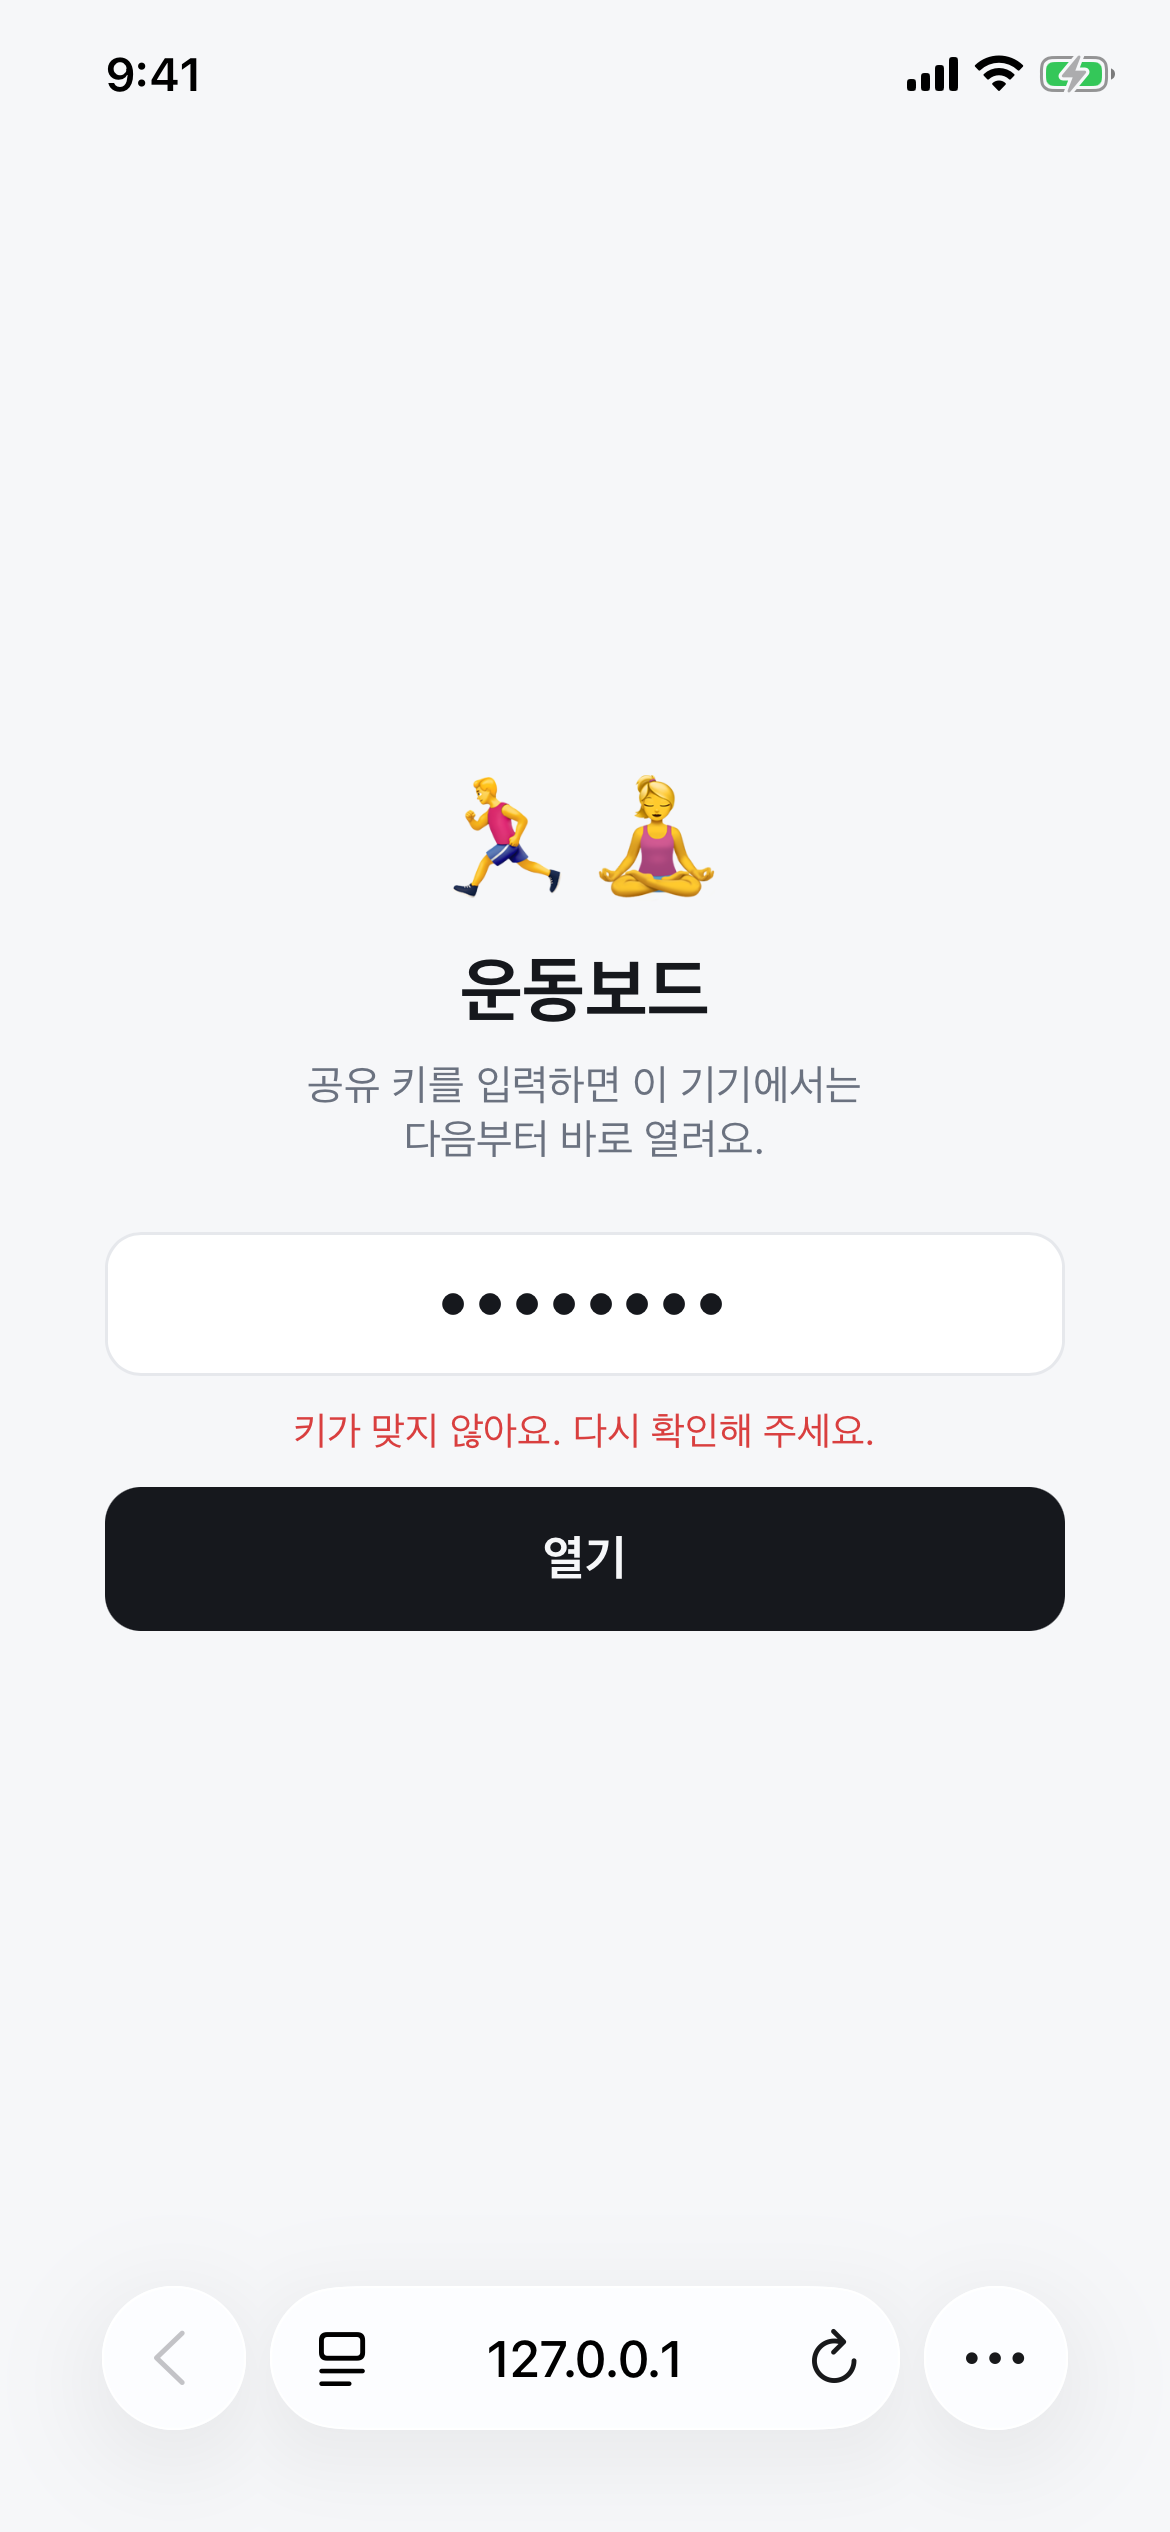 9:41
운동보드
공유 키를 입력하면 이 기기에서는
다음부터 바로 열려요.
••••••••
키가 맞지 않아요. 다시 확인해 주세요.
열기
127.0.0.1